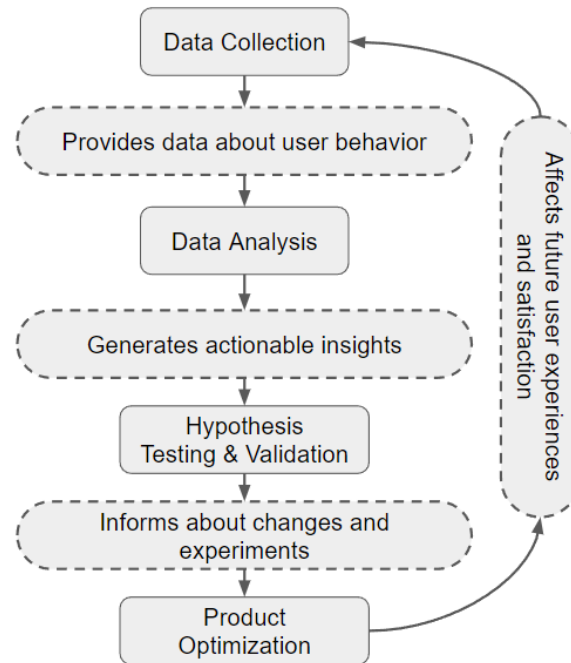 Data Collection
Provides data about user behavior
Data Analysis
Generates actionable insights
Hypothesis
Testing & Validation
Informs about changes and
experiments
Product
Optimization
Affects future user experiences
and satisfaction